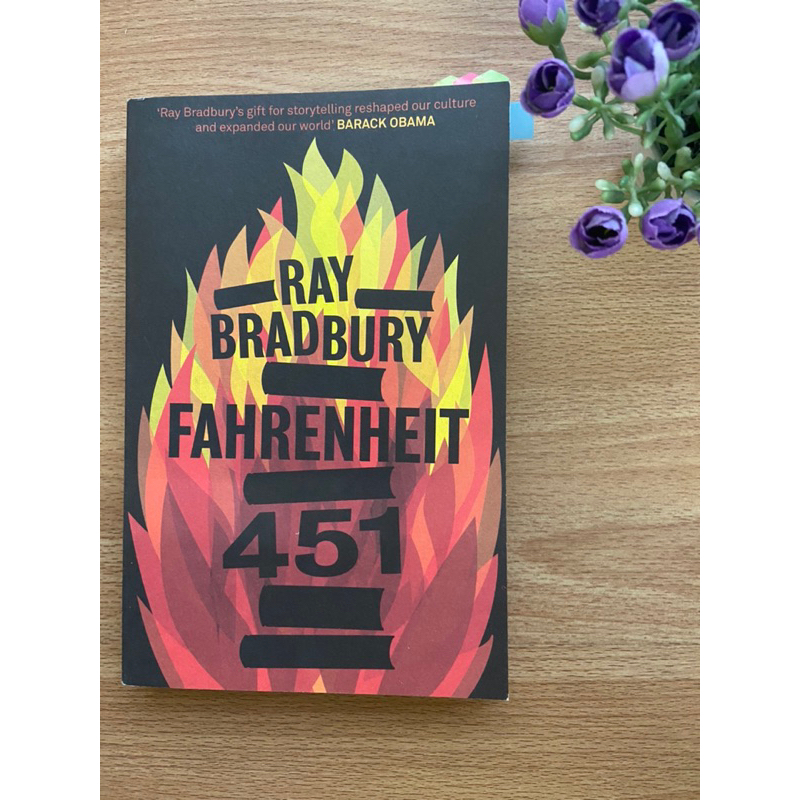 ‘Ray Bradbury’s gift for storytelling reshaped our culture
and expanded our world’ BARACK OBAMA
RAY
BRADBURY
FAHRENHEIT
451